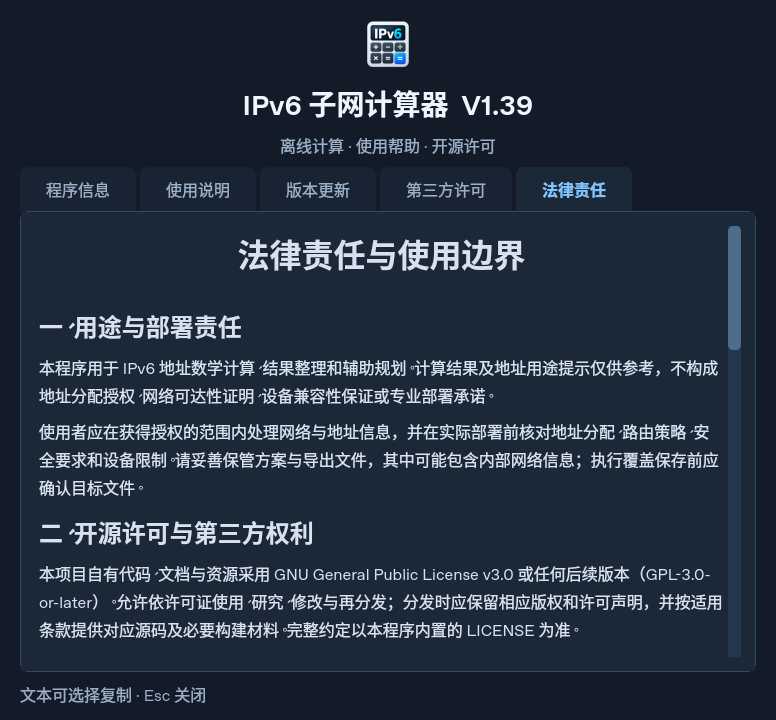 IPv6
IPv6 子网计算器 V1.39
离线计算 · 使用帮助 · 开源许可
程序信息 使用说明 版本更新 第三方许可 法律责任
法律责任与使用边界
一、用途与部署责任
本程序用于 IPv6 地址数学计算、结果整理和辅助规划。计算结果及地址用途提示仅供参考，不构成
地址分配授权、网络可达性证明、设备兼容性保证或专业部署承诺。
使用者应在获得授权的范围内处理网络与地址信息，并在实际部署前核对地址分配、路由策略、安
全要求和设备限制。请妥善保管方案与导出文件，其中可能包含内部网络信息；执行覆盖保存前应
确认目标文件。
二、开源许可与第三方权利
本项目自有代码、文档与资源采用 GNU General Public License v3.0 或任何后续版本（GPL-3.0-
or-later）。允许依许可证使用、研究、修改与再分发；分发时应保留相应版权和许可声明，并按适用
条款提供对应源码及必要构建材料。完整约定以本程序内置的 LICENSE 为准。
文本可选择复制 · Esc 关闭